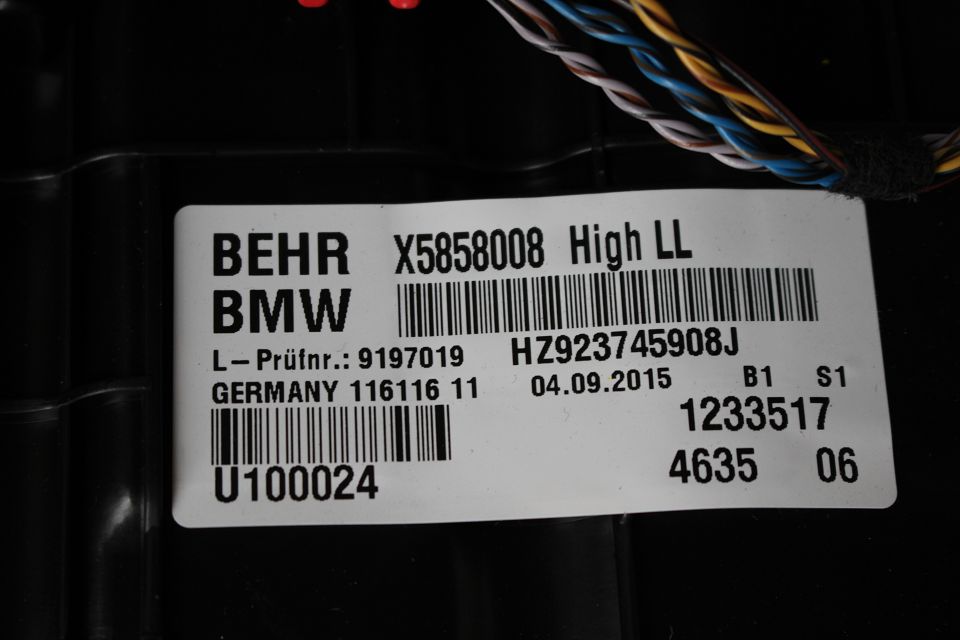 BEHR X5858008 High LL
BMW
L-Prüfnr.: 9197019 HZ923745908J
GERMANY 116116 11 04.09.2015 B1 S1
1233517
U100024 4635 06